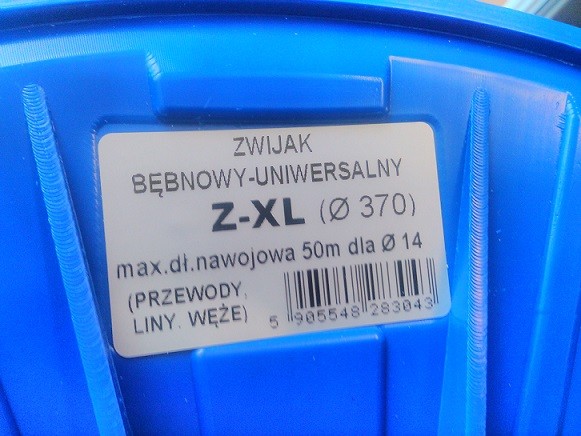 ZWIJAK
BĘBNOWY-UNIWERSALNY
Z-XL (Ø 370)
max.dł.nawojowa 50m dla Ø 14
(PRZEWODY,
LINY. WĘŻE)
5 905548 283043